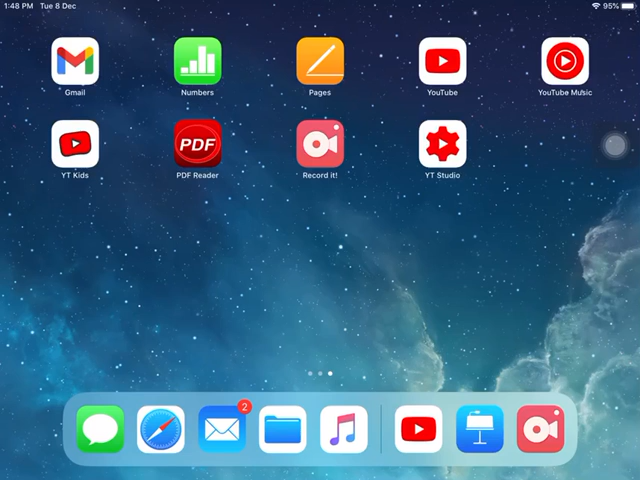 1:48 PM Tue 8 Dec
95%
Gmail
Numbers
Pages
YouTube
YouTube Music
YT Kids
PDF
PDF Reader
Record it!
YT Studio
2